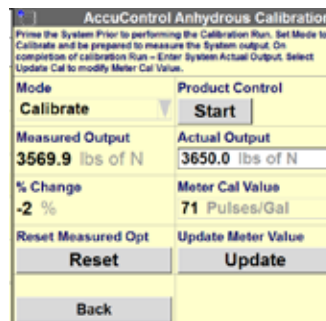 AccuControl Anhydrous Calibration
Prime the System Prior to performing the Calibration Run. Set Mode to
Calibrate and be prepared to measure the System output. On
completion of calibration Run – Enter System Actual Output, Select
Update Cal to modify Meter Cal Value.
Mode Product Control
Calibrate Start
Measured Output Actual Output
3569.9 lbs of N 3650.0 lbs of N
% Change Meter Cal Value
-2 % 71 Pulses/Gal
Reset Measured Opt Update Meter Value
Reset Update
Back